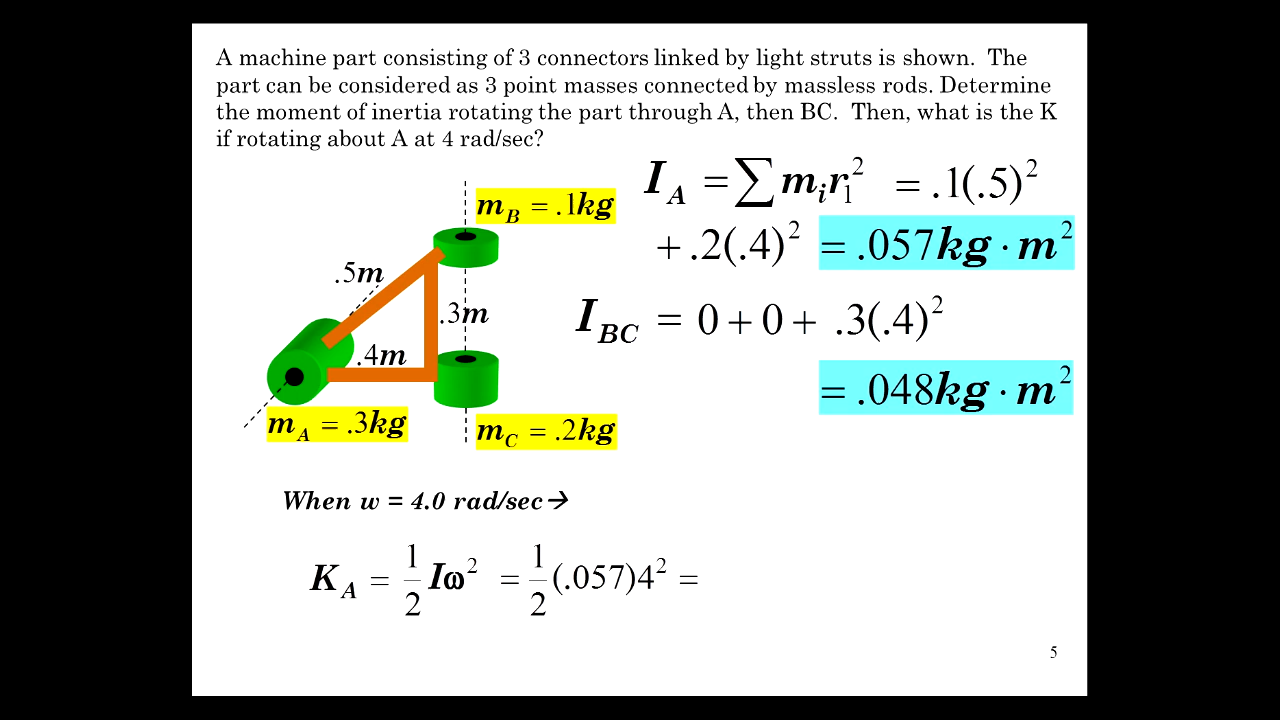 A machine part consisting of 3 connectors linked by light struts is shown. The
part can be considered as 3 point masses connected by massless rods. Determine
the moment of inertia rotating the part through A, then BC. Then, what is the K
if rotating about A at 4 rad/sec?
I_A = ∑ m_i r_1^2 = .1(.5)^2
+ .2(.4)^2 = .057kg · m^2
m_B = .1kg
.5m
.3m
.4m
m_A = .3kg
m_C = .2kg
I_BC = 0 + 0 + .3(.4)^2
= .048kg · m^2
When w = 4.0 rad/sec→
K_A = 1/2 Iω^2 = 1/2 (.057)4^2 =
5